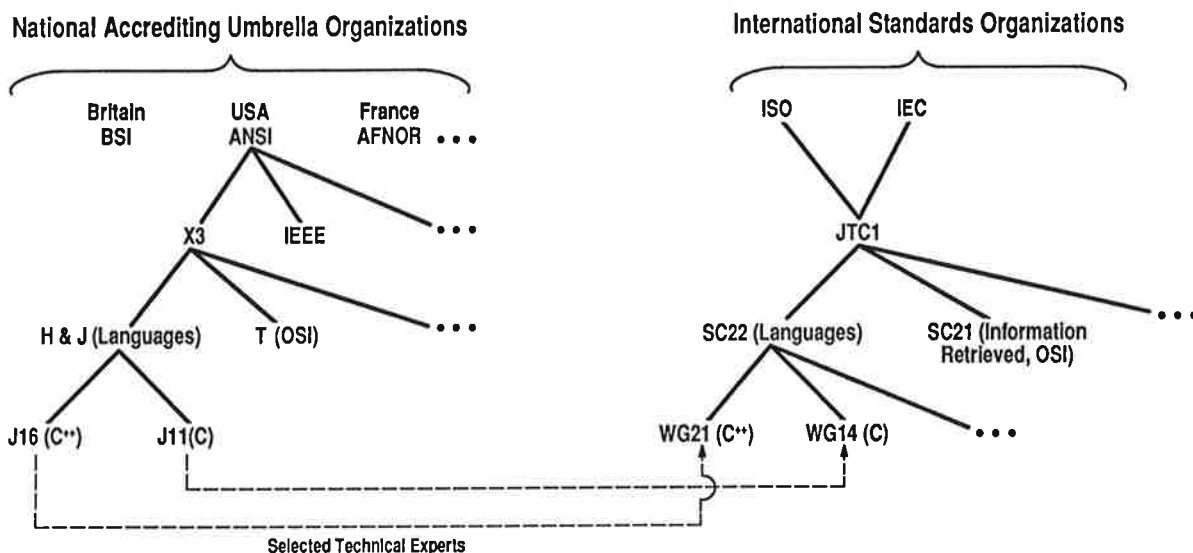 National Accrediting Umbrella Organizations
International Standards Organizations
Britain
BSI
USA
ANSI
France
AFNOR •••
ISO
IEC
X3
IEEE
•••
JTC1
H & J (Languages)
T (OSI)
•••
SC22 (Languages)
SC21 (Information
Retrieved, OSI)
•••
J16 (C++)
J11(C)
WG21 (C++)
WG14 (C)
•••
Selected Technical Experts